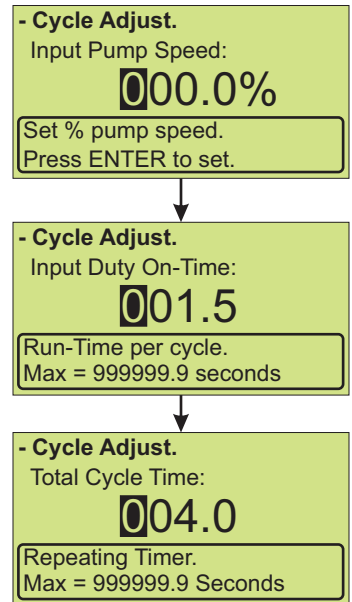 - Cycle Adjust.
Input Pump Speed:
000.0%
Set % pump speed.
Press ENTER to set.
- Cycle Adjust.
Input Duty On-Time:
001.5
Run-Time per cycle.
Max = 999999.9 seconds
- Cycle Adjust.
Total Cycle Time:
004.0
Repeating Timer.
Max = 999999.9 Seconds